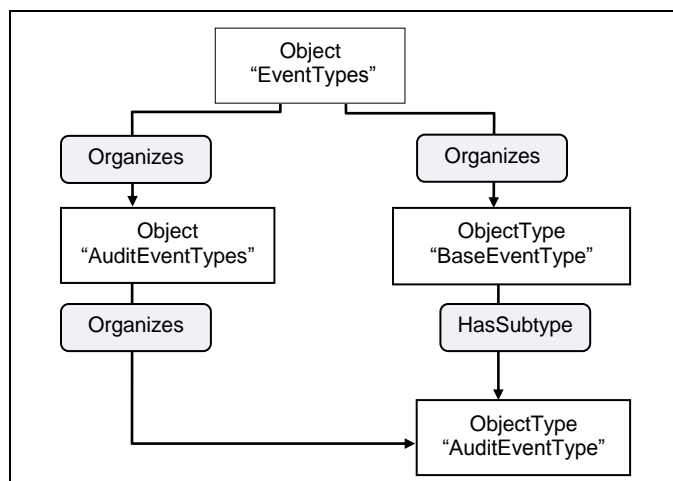 Object
“EventTypes”
Organizes
Organizes
Object
“AuditEventTypes”
ObjectType
“BaseEventType”
Organizes
HasSubtype
ObjectType
“AuditEventType”